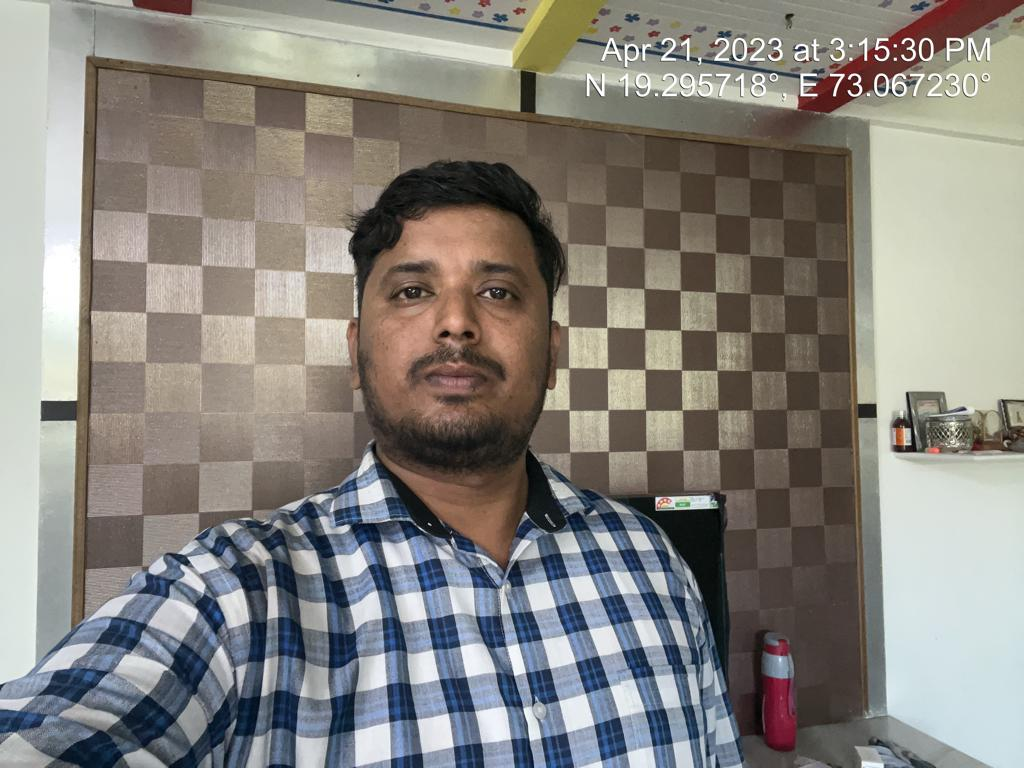 Apr 21, 2023 at 3:15:30 PM
N 19.295718°, E 73.067230°